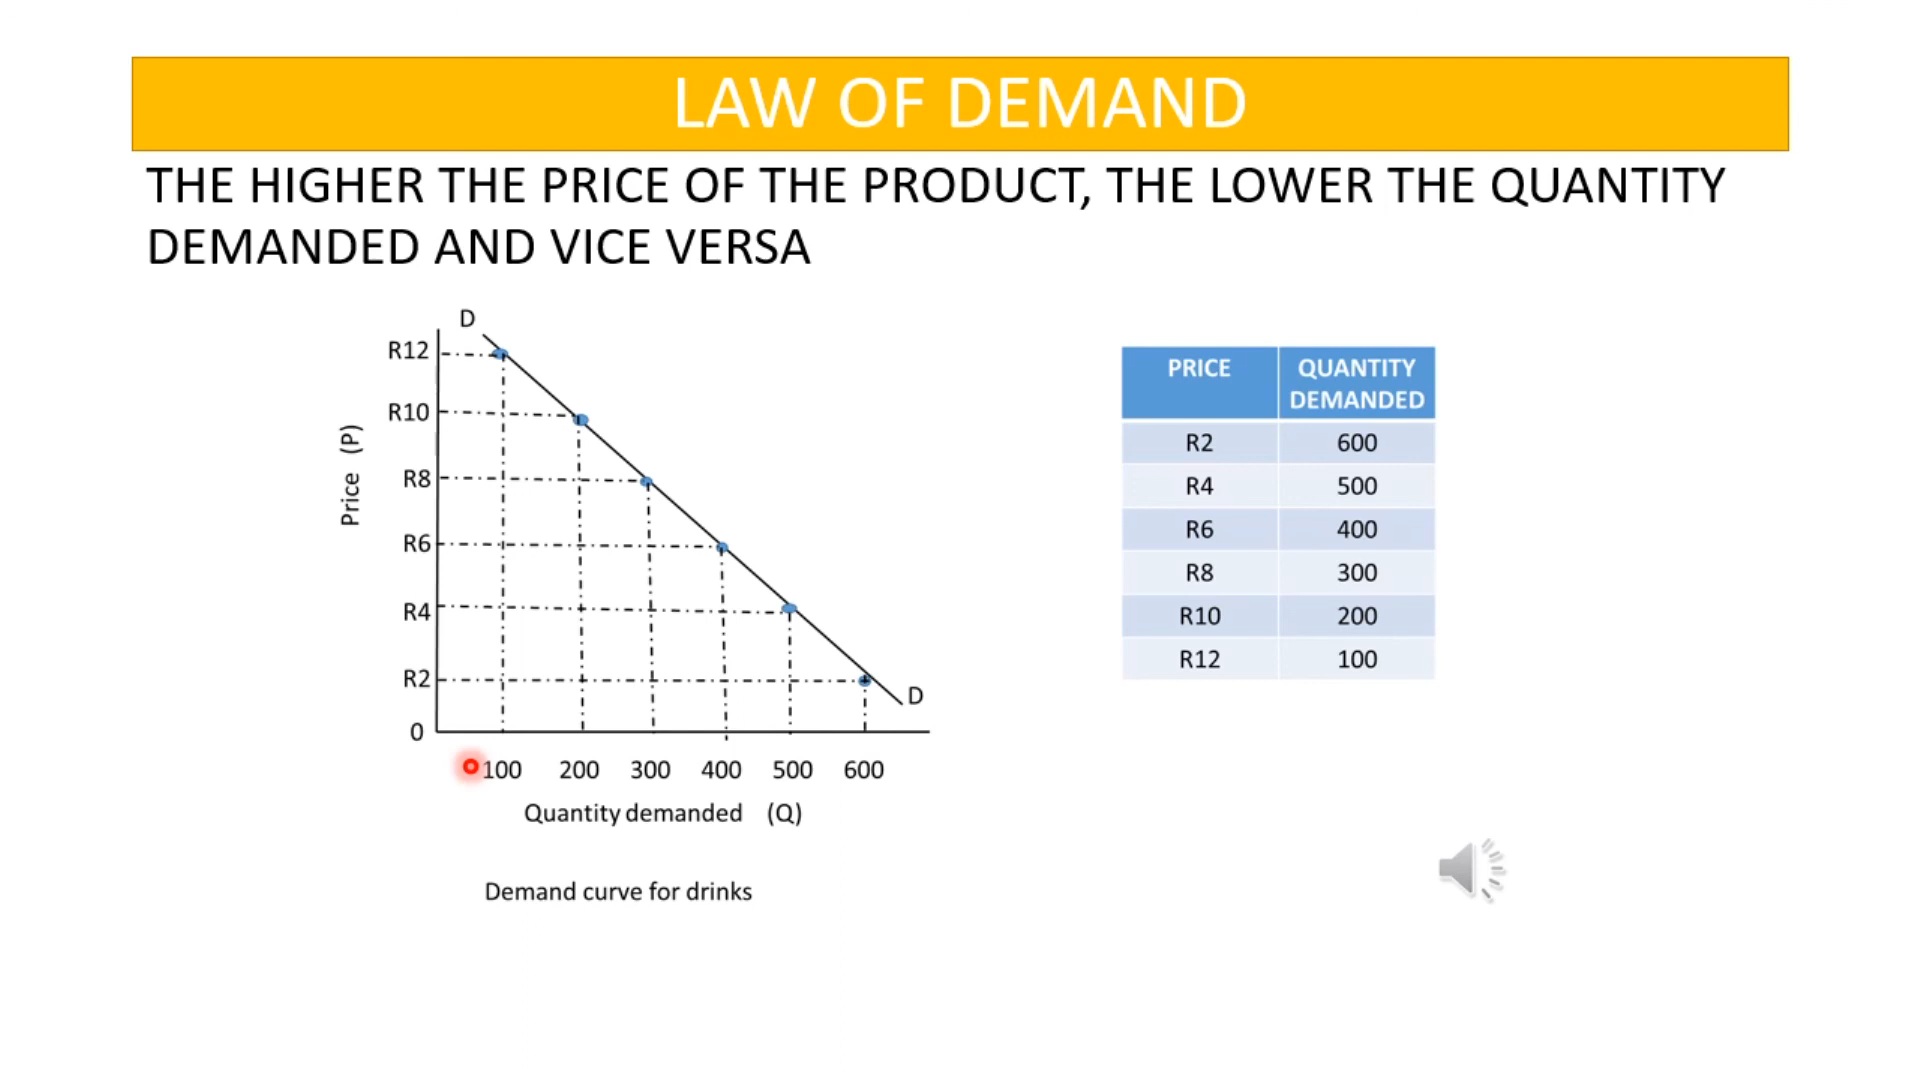 LAW OF DEMAND
THE HIGHER THE PRICE OF THE PRODUCT, THE LOWER THE QUANTITY
DEMANDED AND VICE VERSA
D
R12
R10
R8
R6
R4
R2
0
Price (P)
D
100 200 300 400 500 600
Quantity demanded (Q)
Demand curve for drinks
PRICE QUANTITY
DEMANDED
R2 600
R4 500
R6 400
R8 300
R10 200
R12 100